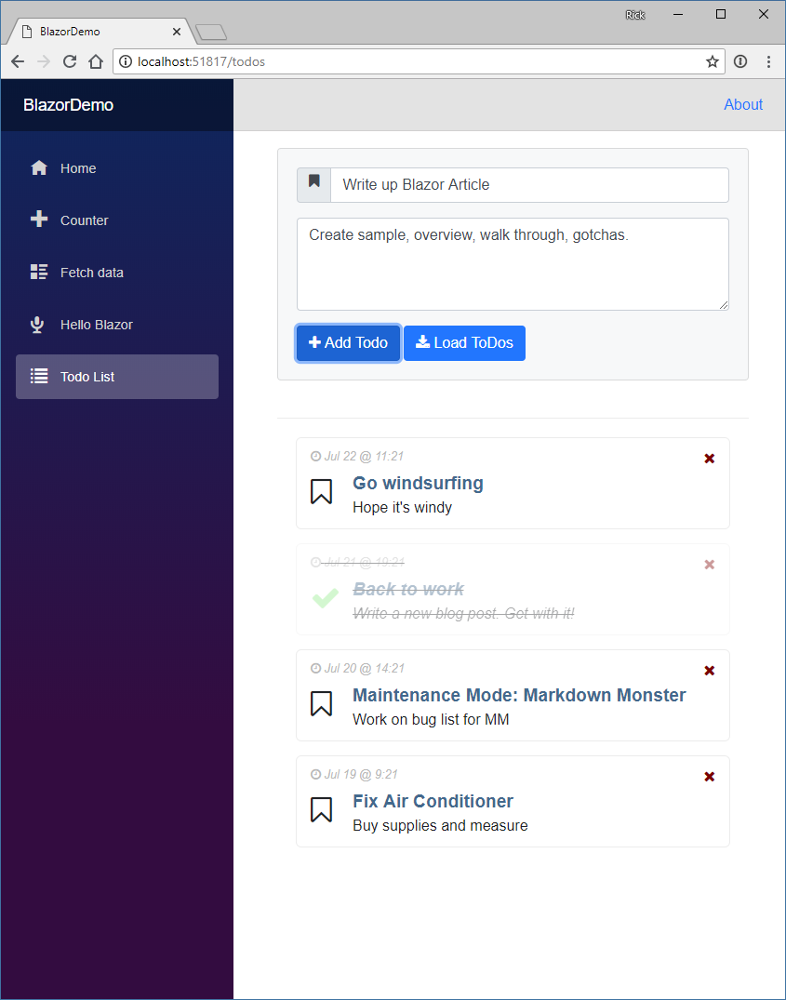 Rick
BlazorDemo
localhost:51817/todos
BlazorDemo
About
Home
Counter
Fetch data
Hello Blazor
Todo List
Write up Blazor Article
Create sample, overview, walk through, gotchas.
Add Todo Load ToDos
Jul 22 @ 11:21
Go windsurfing
Hope it's windy
Jul 21 @ 19:21
Back to work
Write a new blog post. Get with it!
Jul 20 @ 14:21
Maintenance Mode: Markdown Monster
Work on bug list for MM
Jul 19 @ 9:21
Fix Air Conditioner
Buy supplies and measure